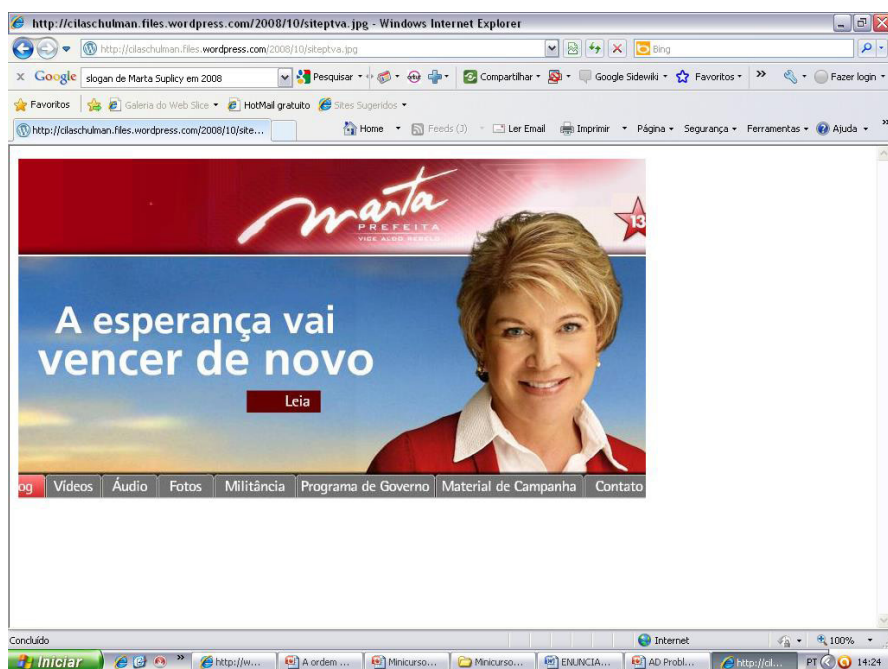 http://cilaschulman.files.wordpress.com/2008/10/siteptva.jpg - Windows Internet Explorer
http://cilaschulman.files.wordpress.com/2008/10/siteptva.jpg
Bing
x Google slogan de Marta Suplicy em 2008 Pesquisar Compartilhar Google Sidewiki Favoritos » Fazer login
Favoritos Galeria do Web Slice HotMail gratuito Sites Sugeridos
http://cilaschulman.files.wordpress.com/2008/10/site... Home Feeds (J) Ler Email Imprimir Página Segurança Ferramentas Ajuda »
marta
PREFEITA
VICE ALDO REBELO
13
A esperança vai
vencer de novo
Leia
og Vídeos Áudio Fotos Militância Programa de Governo Material de Campanha Contato
Concluído Internet 100%
Iniciar » http://w... A ordem ... Minicurso... Minicurso... ENUNCIA... AD Probl... http://cil... PT 14:24